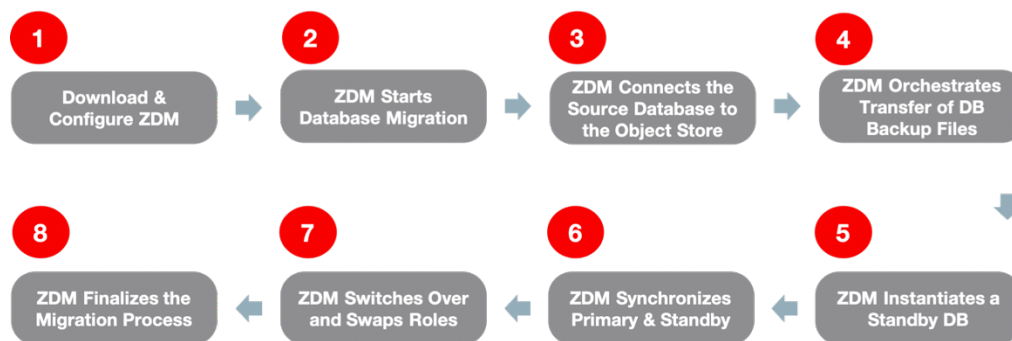 1
Download &
Configure ZDM
2
ZDM Starts
Database Migration
3
ZDM Connects the
Source Database to
the Object Store
4
ZDM Orchestrates
Transfer of DB
Backup Files
5
ZDM Instantiates a
Standby DB
6
ZDM Synchronizes
Primary & Standby
7
ZDM Switches Over
and Swaps Roles
8
ZDM Finalizes the
Migration Process